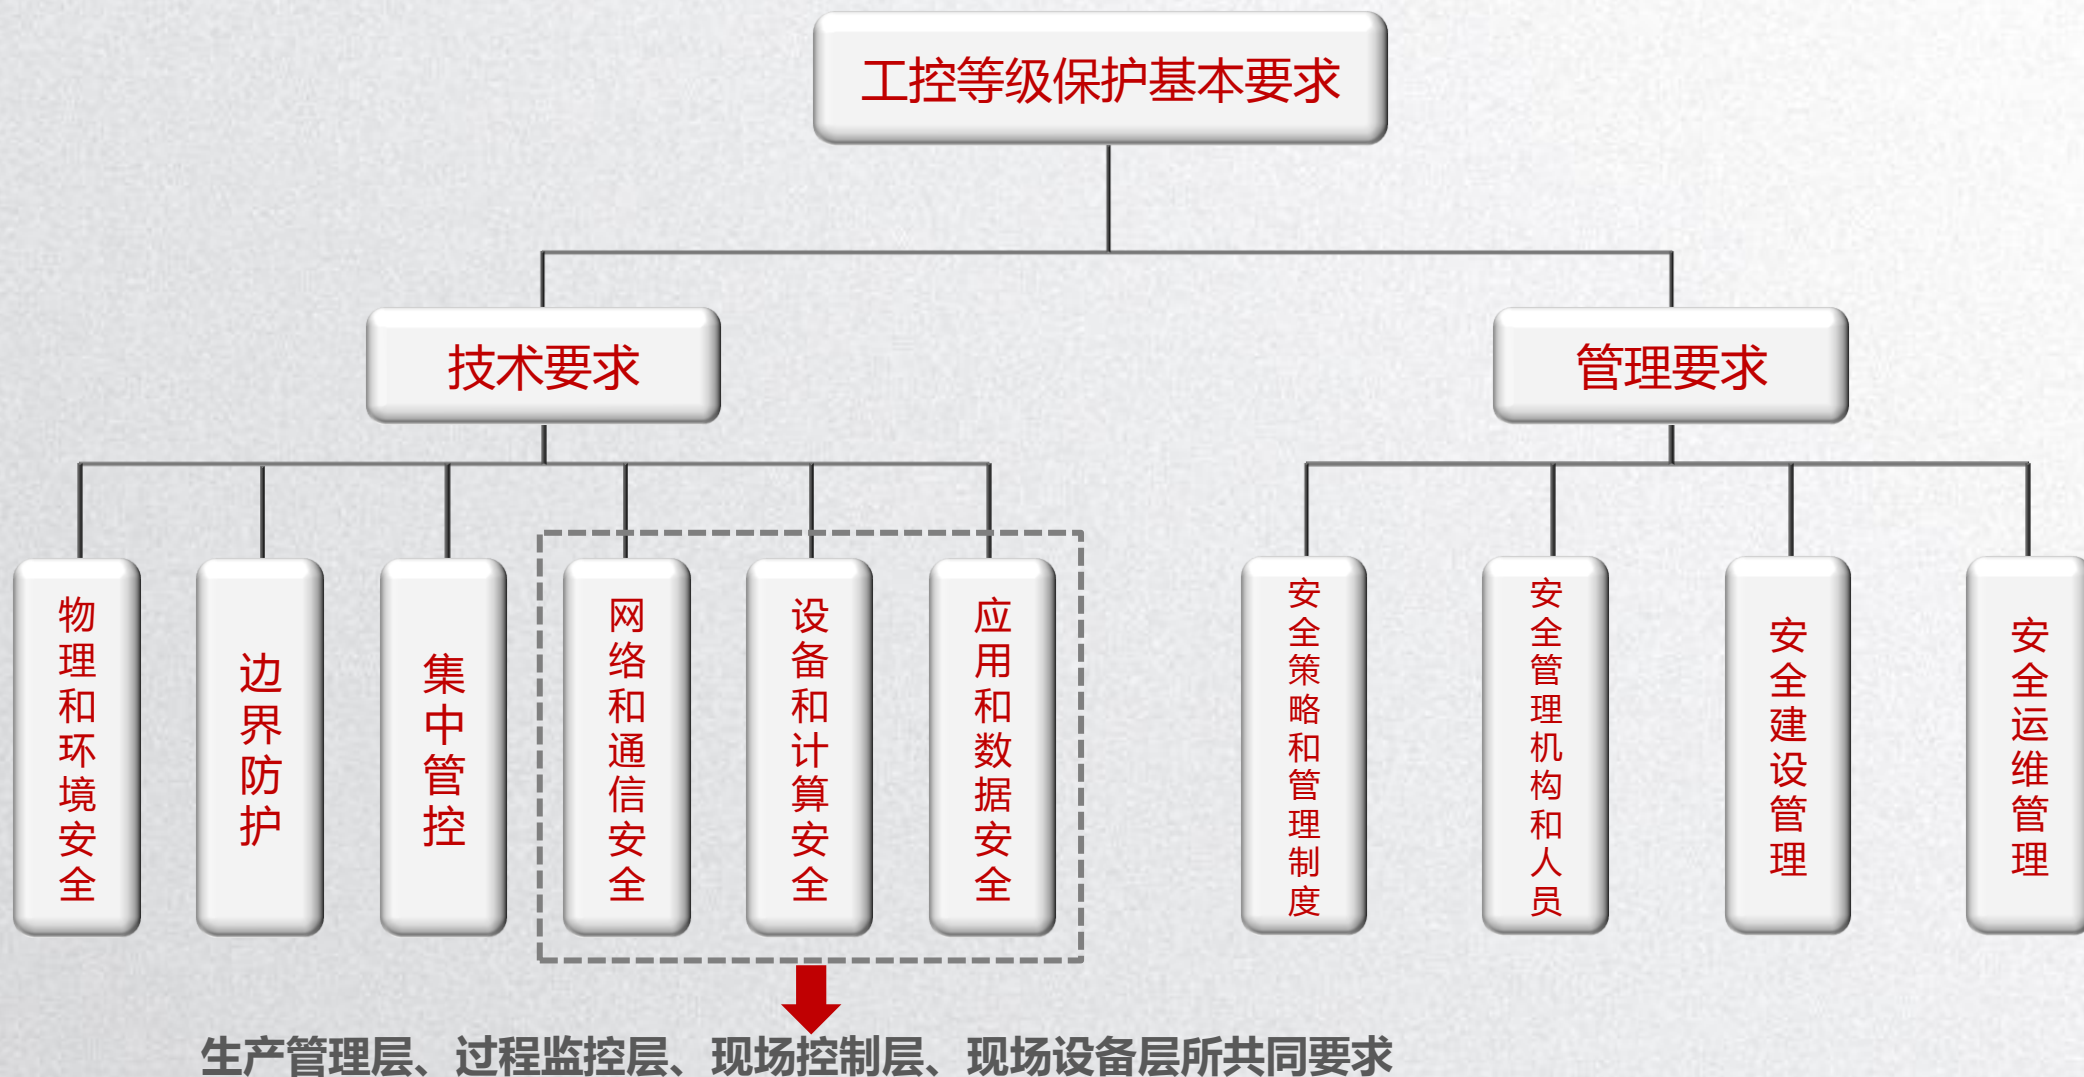 工控等级保护基本要求
技术要求
管理要求
物理和环境安全
边界防护
集中管控
网络和通信安全
设备和计算安全
应用和数据安全
安全策略和管理制度
安全管理机构和人员
安全建设管理
安全运维管理
生产管理层、过程监控层、现场控制层、现场设备层所共同要求